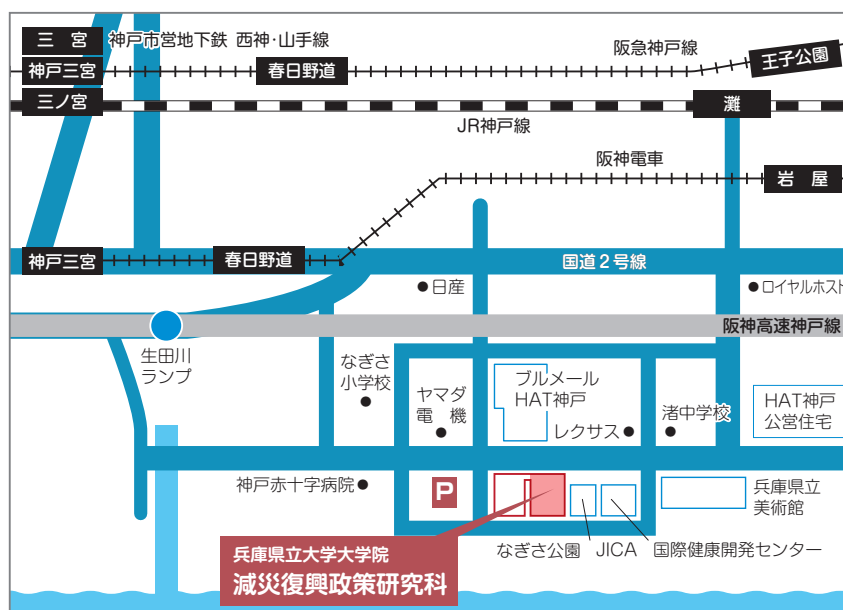 三宮
神戸市営地下鉄 西神・山手線
阪急神戸線
王子公園
神戸三宮
春日野道
三ノ宮
灘
JR神戸線
阪神電車
岩屋
神戸三宮
春日野道
国道2号線
日産
ロイヤルホスト
阪神高速神戸線
生田川
ランプ
なぎさ
小学校
ヤマダ
電機
ブルメール
HAT神戸
レクサス
渚中学校
HAT神戸
公営住宅
神戸赤十字病院
P
兵庫県立
美術館
なぎさ公園
JICA
国際健康開発センター
兵庫県立大学大学院
減災復興政策研究科